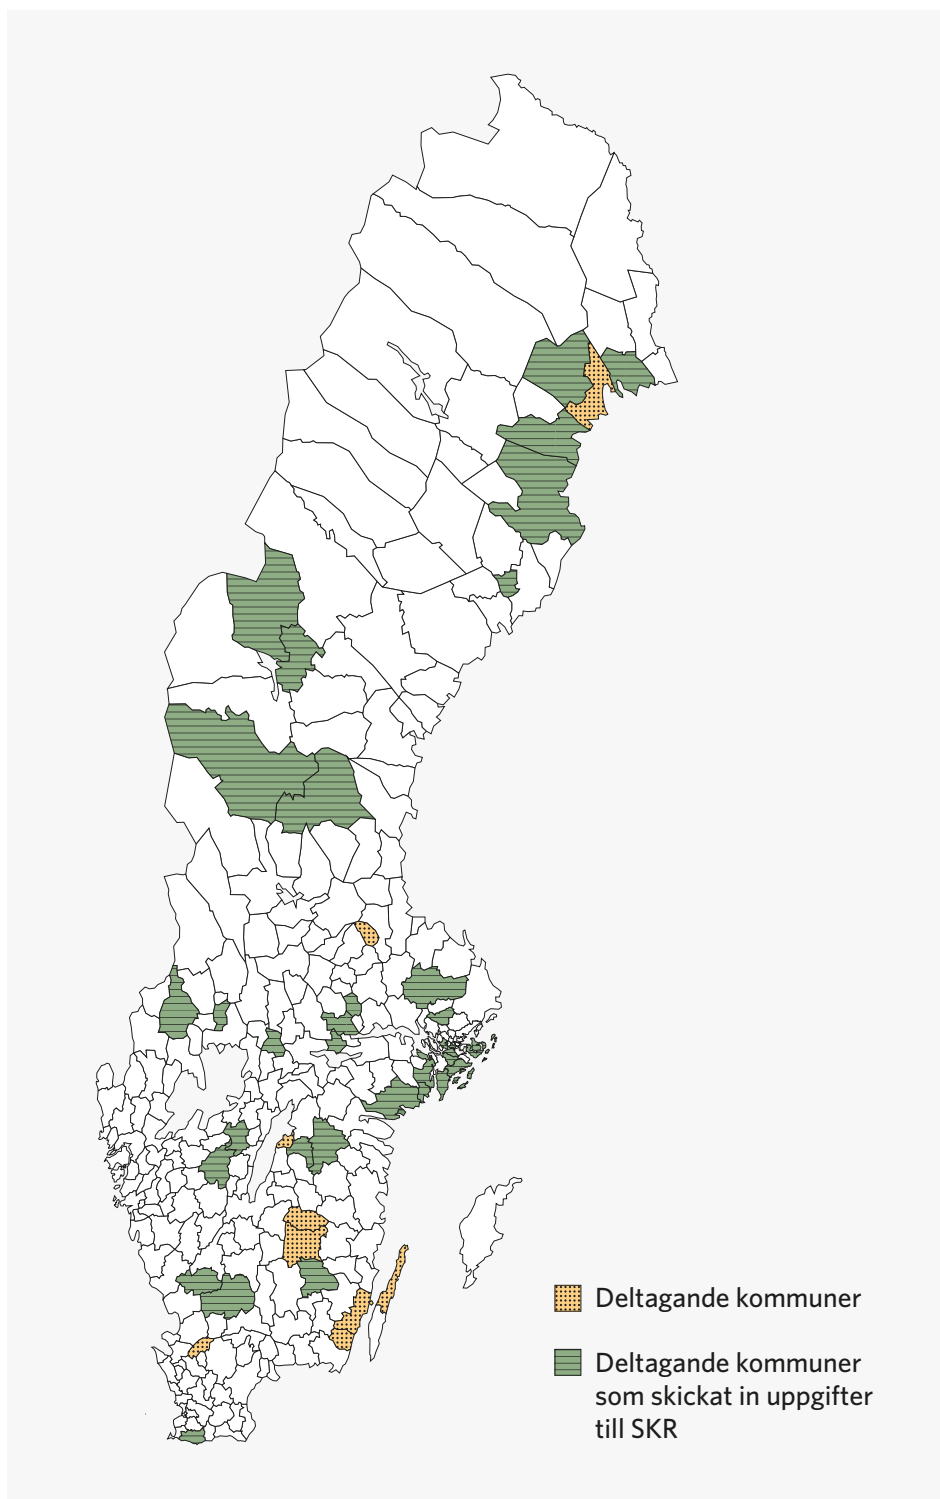 Deltagande kommuner
Deltagande kommuner
som skickat in uppgifter
till SKR